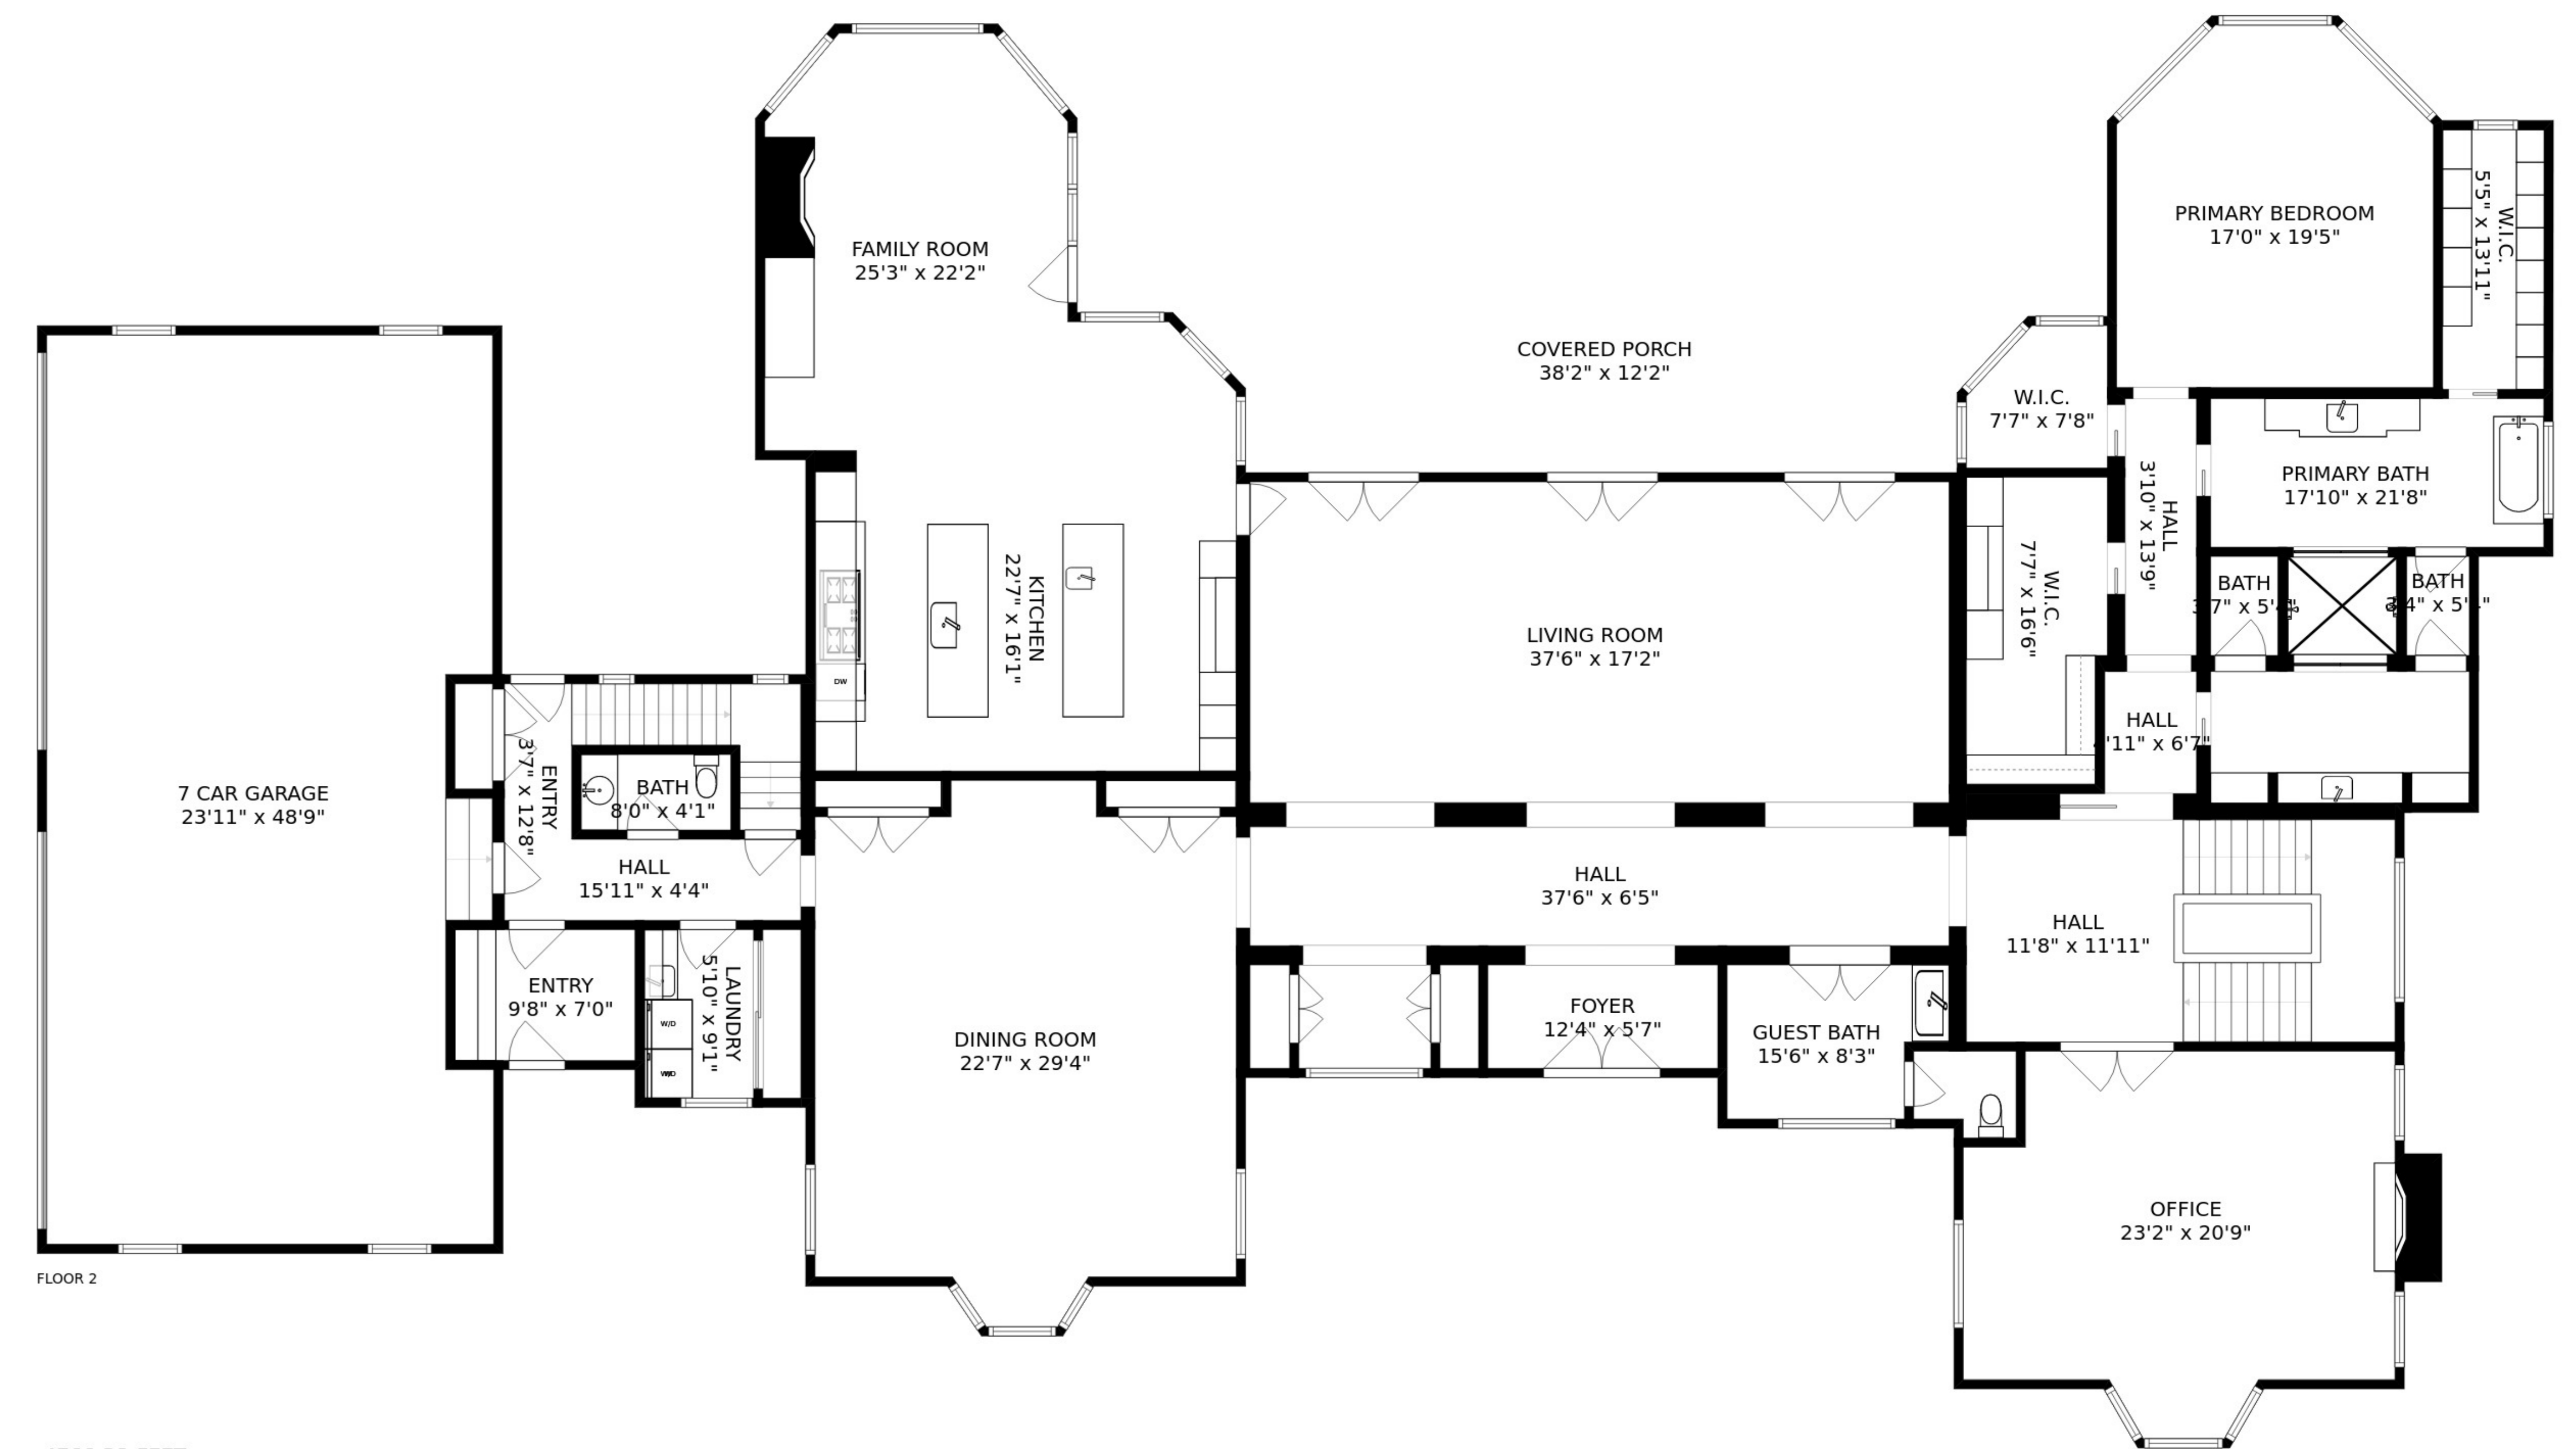 FAMILY ROOM
25'3" x 22'2"
PRIMARY BEDROOM
17'0" x 19'5"
W.I.C.
5'5" x 13'11"
COVERED PORCH
38'2" x 12'2"
W.I.C.
7'7" x 7'8"
HALL
3'10" x 13'9"
PRIMARY BATH
17'10" x 21'8"
KITCHEN
22'7" x 16'1"
DW
LIVING ROOM
37'6" x 17'2"
W.I.C.
7'7" x 16'6"
BATH
BATH
HALL
7 CAR GARAGE
23'11" x 48'9"
ENTRY
3'7" x 12'8"
BATH
8'0" x 4'1"
HALL
15'11" x 4'4"
HALL
37'6" x 6'5"
HALL
11'8" x 11'11"
ENTRY
9'8" x 7'0"
LAUNDRY
5'10" x 9'1"
W/D
FOYER
12'4" x 5'7"
GUEST BATH
15'6" x 8'3"
DINING ROOM
22'7" x 29'4"
OFFICE
23'2" x 20'9"
FLOOR 2